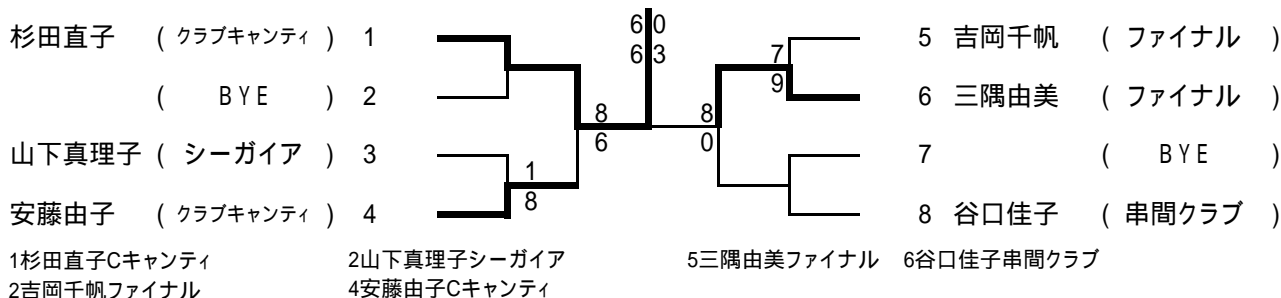 杉田直子 ( クラブキャンティ ) 1
( BYE ) 2
山下真理子 ( シーガイア ) 3
安藤由子 ( クラブキャンティ ) 4
8
6
1
8
6 0
6 3
7
9
8
0
5 吉岡千帆 ( ファイナル )
6 三隅由美 ( ファイナル )
7 ( BYE )
8 谷口佳子 ( 串間クラブ )
1杉田直子Cキャンティ 2山下真理子シーガイア 5三隅由美ファイナル 6谷口佳子串間クラブ
2吉岡千帆ファイナル 4安藤由子Cキャンティ